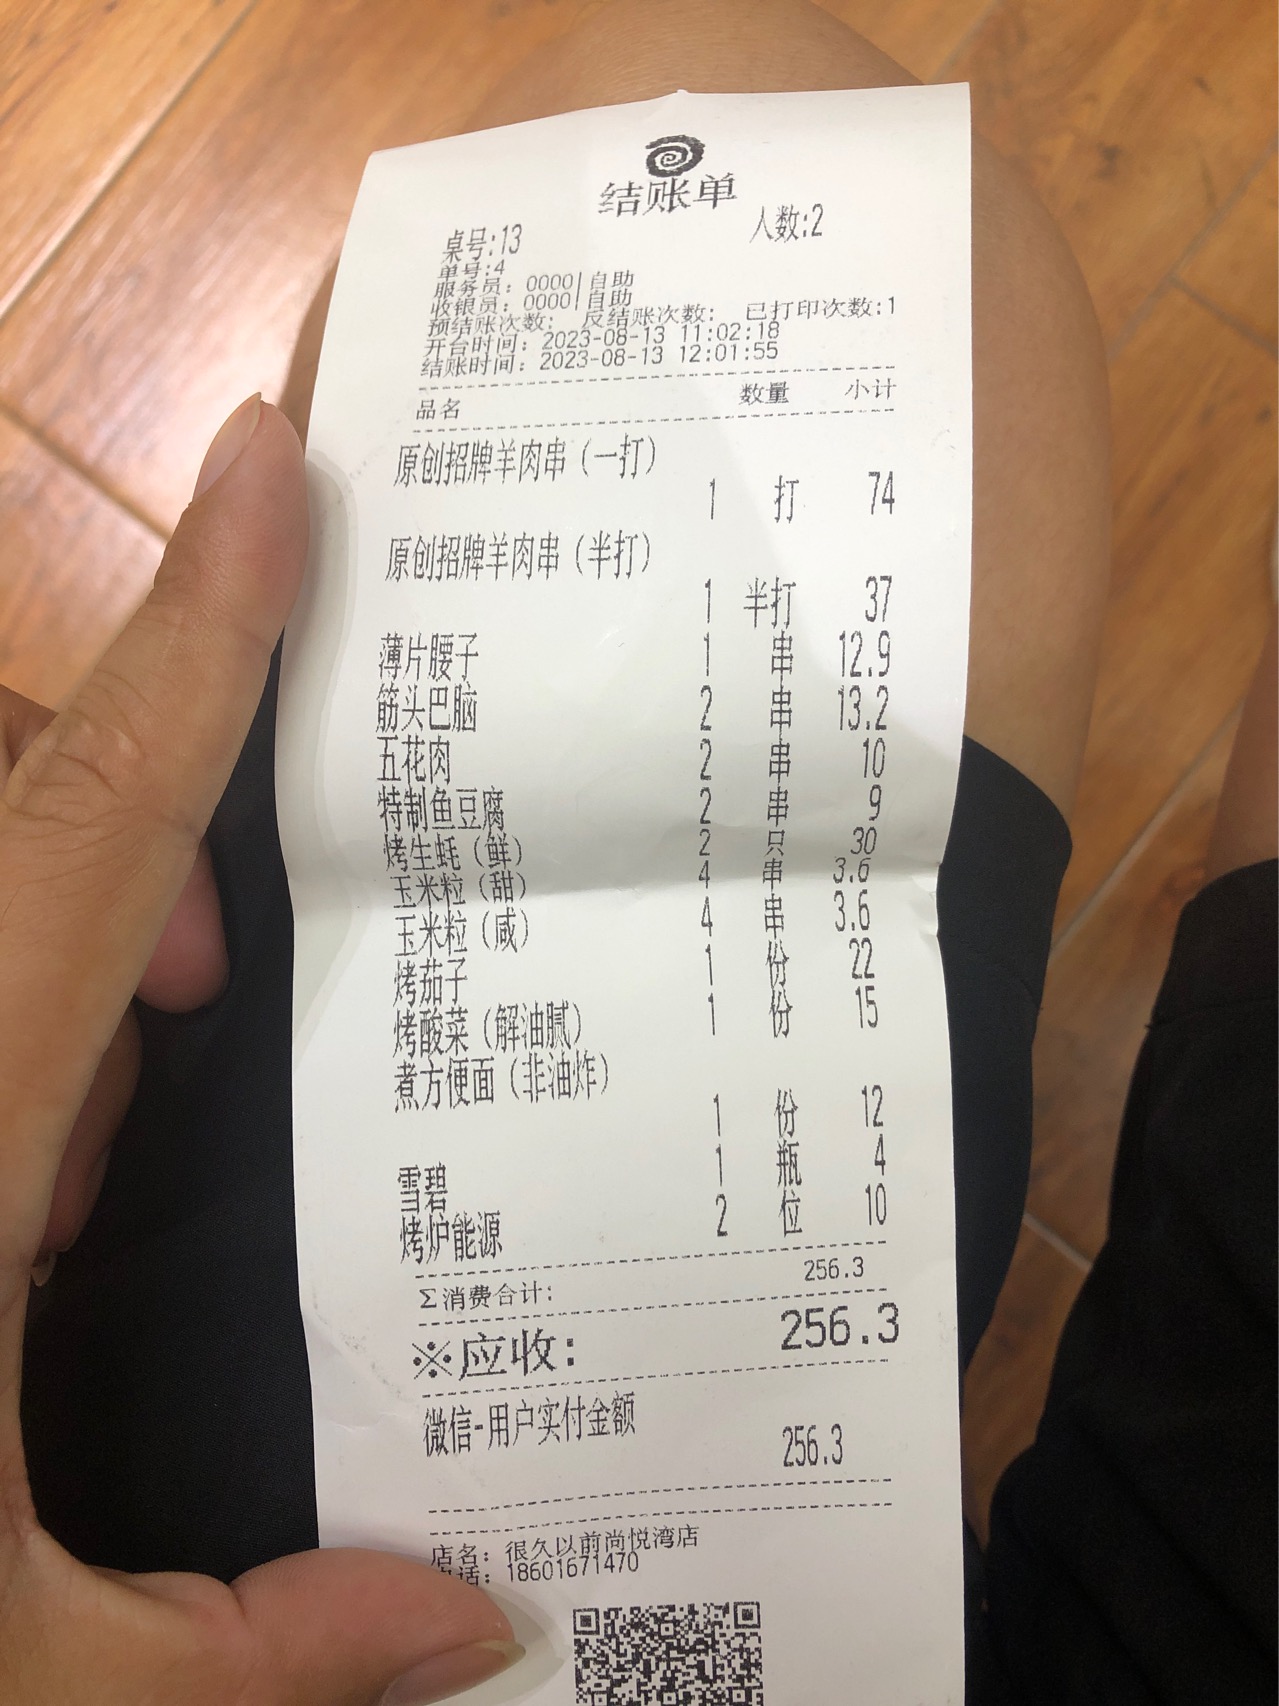 结账单
桌号:13 人数:2
单号:4
服务员: 0000|自助
收银员: 0000|自助
预结账次数: 反结账次数: 已打印次数:1
开台时间: 2023-08-13 11:02:18
结账时间: 2023-08-13 12:01:55
品名 数量 小计
原创招牌羊肉串(一打)
1 打 74
原创招牌羊肉串(半打)
1 半打 37
薄片腰子 1 串 12.9
筋头巴脑 2 串 13.2
五花肉 2 串 10
特制鱼豆腐 2 串 9
烤生蚝(鲜) 2 只 30
玉米粒(甜) 4 串 3.6
玉米粒(咸) 4 串 3.6
烤茄子 1 份 22
烤酸菜(解油腻) 1 份 15
煮方便面(非油炸)
1 份 12
雪碧 1 瓶 4
烤炉能源 2 位 10
Σ消费合计: 256.3
※应收: 256.3
微信-用户实付金额
256.3
店名: 很久以前尚悦湾店
话: 18601671470